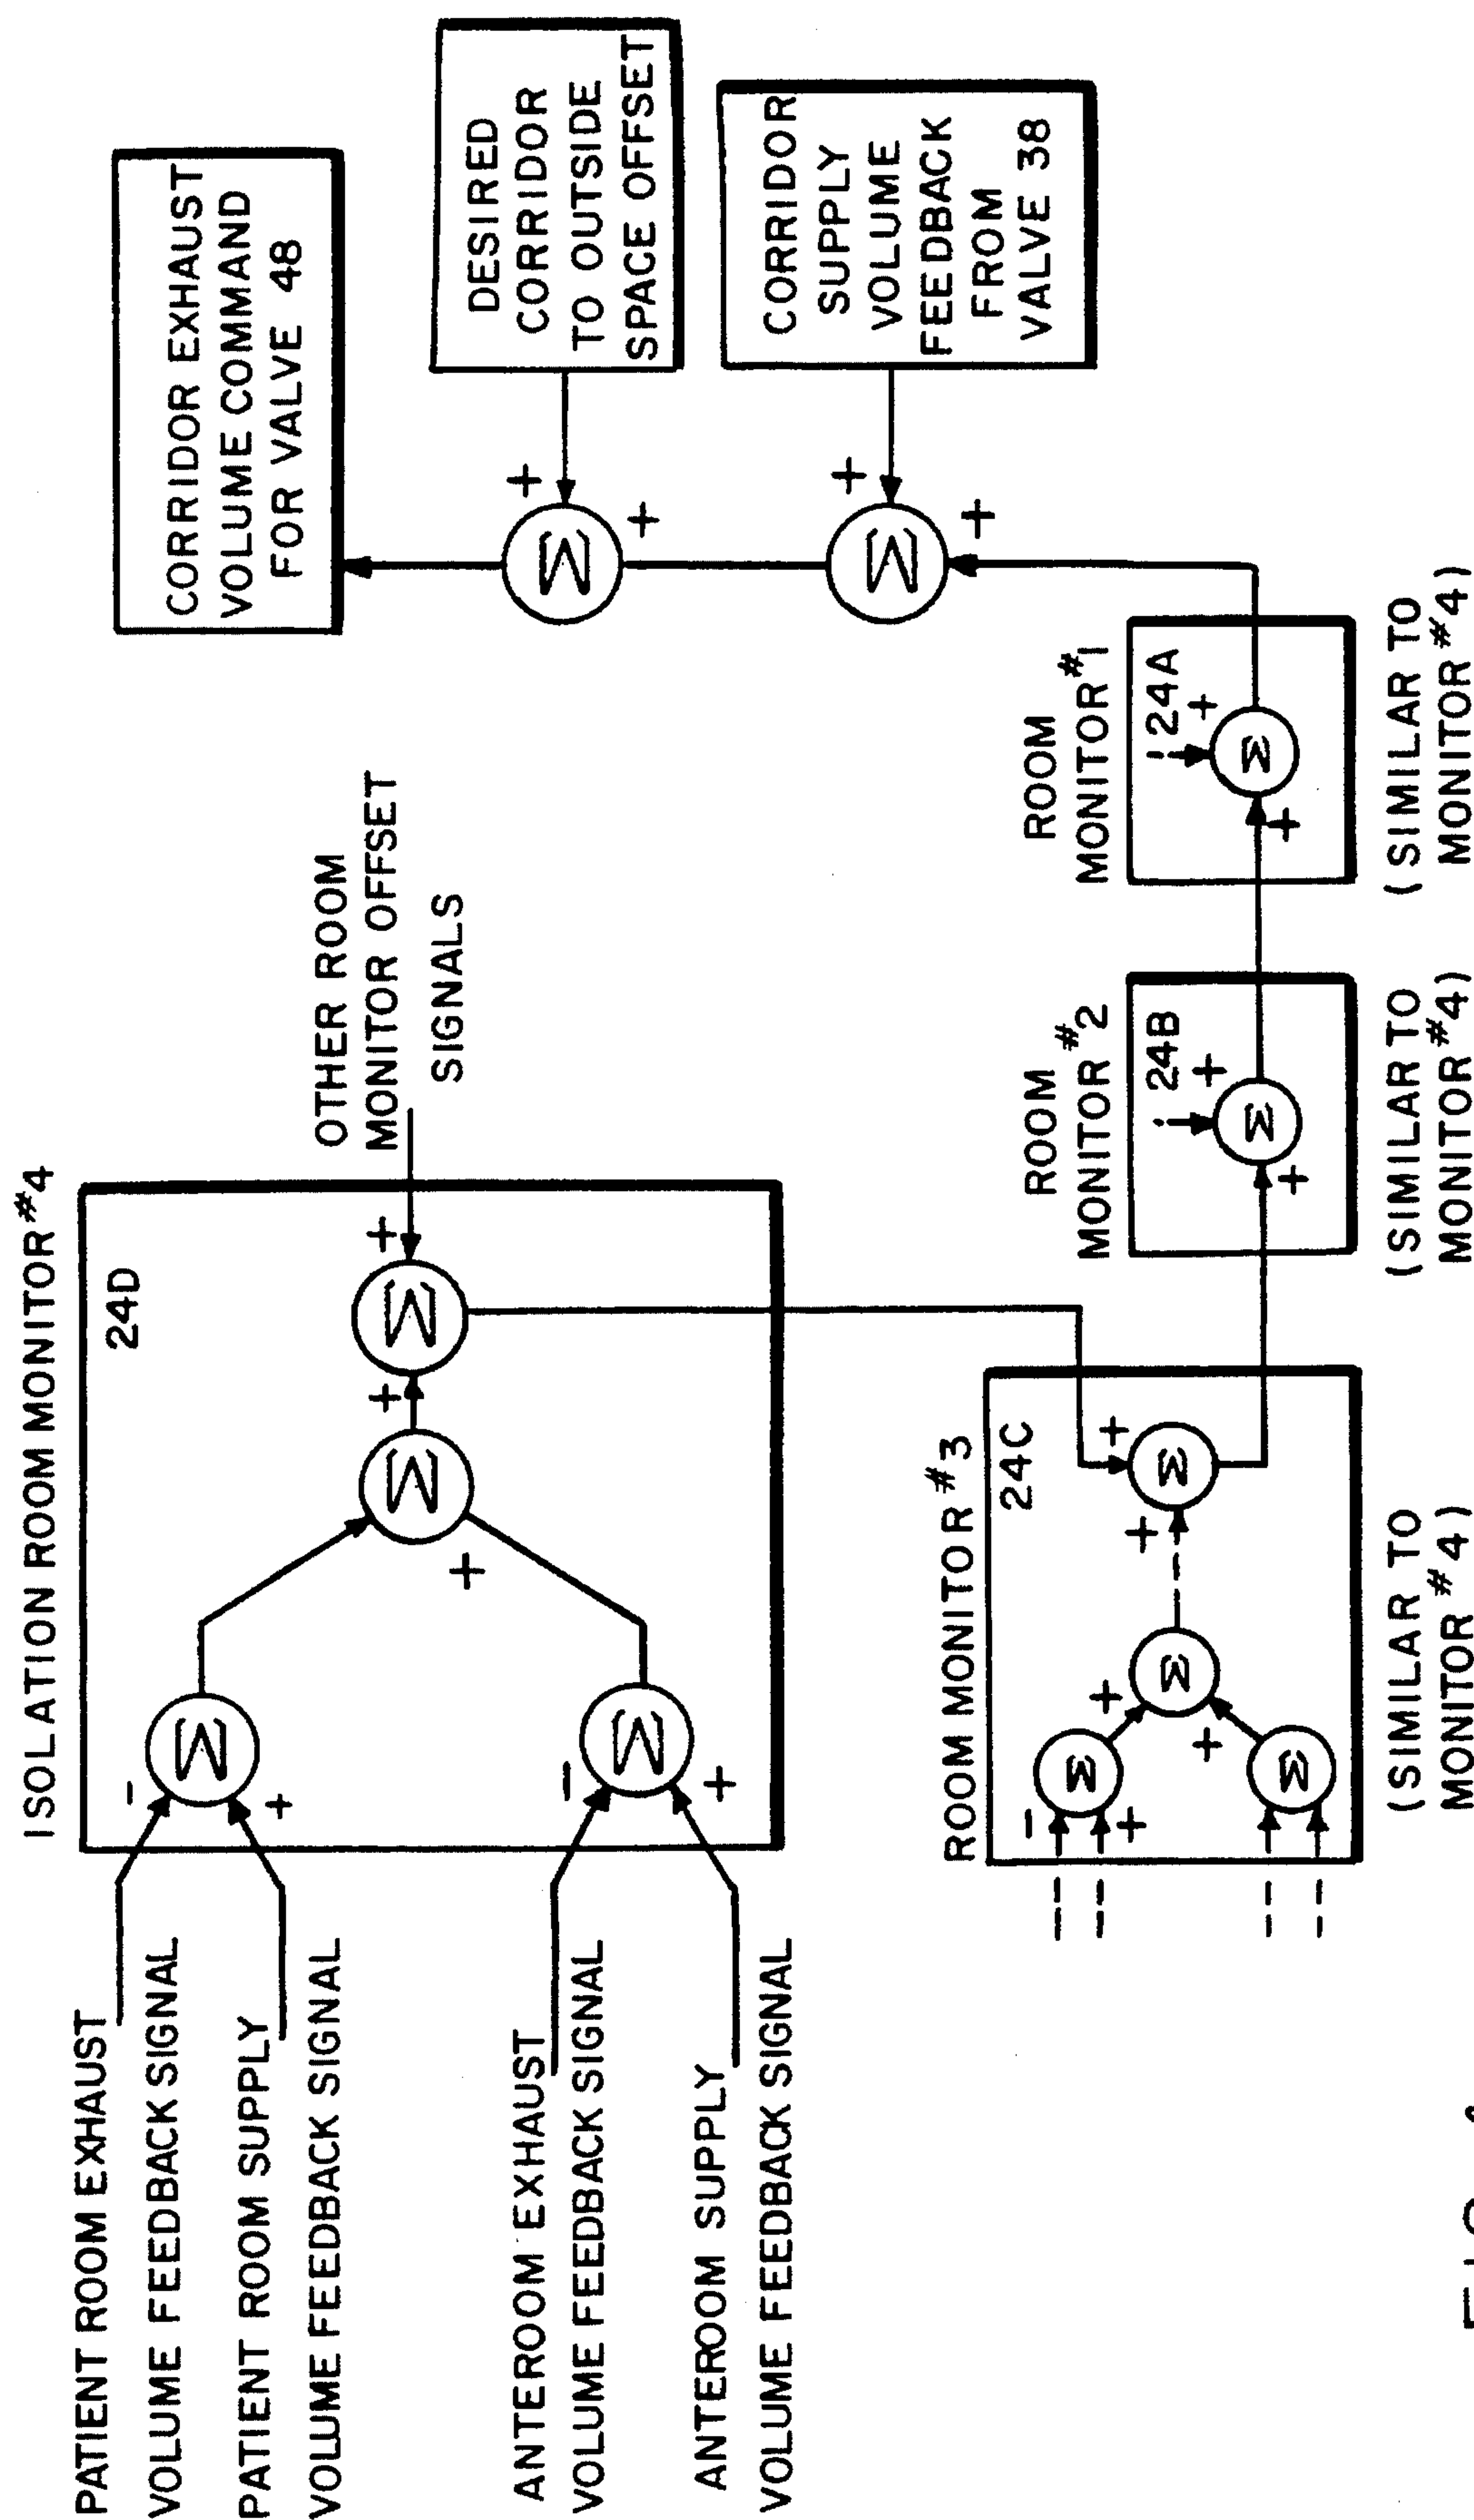 ISOLATION ROOM MONITOR #4
PATIENT ROOM EXHAUST
VOLUME FEEDBACK SIGNAL
PATIENT ROOM SUPPLY
VOLUME FEEDBACK SIGNAL
ANTEROOM EXHAUST
VOLUME FEEDBACK SIGNAL
ANTEROOM SUPPLY
VOLUME FEEDBACK SIGNAL
24D
-
+
Σ
-
+
Σ
+
Σ
+
+
Σ
OTHER ROOM
MONITOR OFFSET
SIGNALS
ROOM MONITOR #3
24C
-
+
Σ
Σ
+
+
Σ
+
+
Σ
(SIMILAR TO
MONITOR #4)
ROOM
MONITOR #2
24B
+
+
Σ
(SIMILAR TO
MONITOR #4)
ROOM
MONITOR #1
24A
+
+
Σ
(SIMILAR TO
MONITOR #4)
+
+
Σ
+
+
Σ
CORRIDOR EXHAUST
VOLUME COMMAND
FOR VALVE 48
DESIRED
CORRIDOR
TO OUTSIDE
SPACE OFFSET
CORRIDOR
SUPPLY
VOLUME
FEEDBACK
FROM
VALVE 38